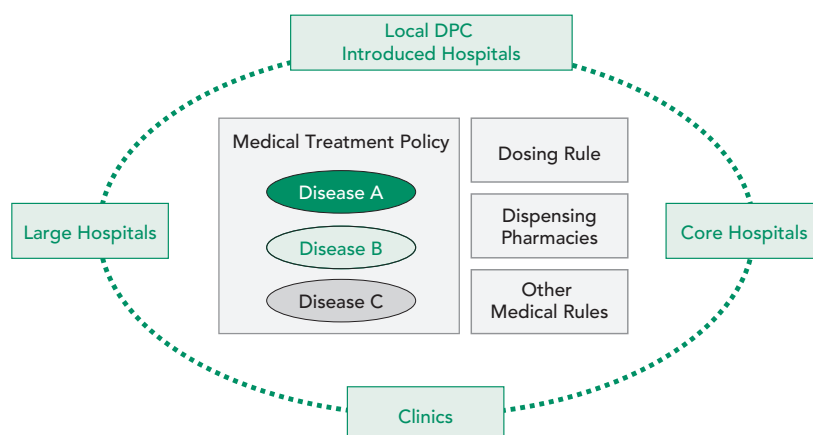 Local DPC
Introduced Hospitals
Medical Treatment Policy
Disease A
Disease B
Disease C
Dosing Rule
Dispensing
Pharmacies
Other
Medical Rules
Large Hospitals
Core Hospitals
Clinics